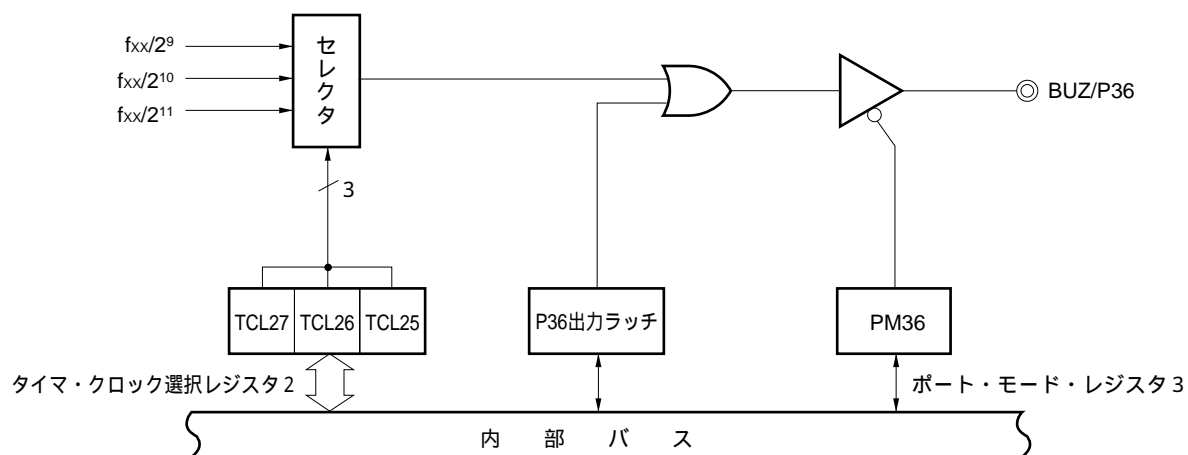 fxx/2⁹
fxx/2¹⁰
fxx/2¹¹
セレクタ
BUZ/P36
3
TCL27 TCL26 TCL25
P36出力ラッチ
PM36
タイマ・クロック選択レジスタ2
ポート・モード・レジスタ3
内部バス